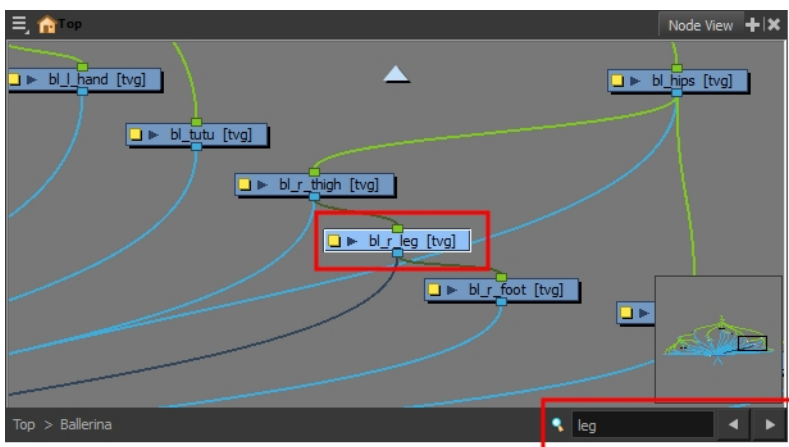 Top
Node View
bl_l_hand [tvg]
bl_hips [tvg]
bl_tutu [tvg]
bl_r_thigh [tvg]
bl_r_leg [tvg]
bl_r_foot [tvg]
Top > Ballerina
leg